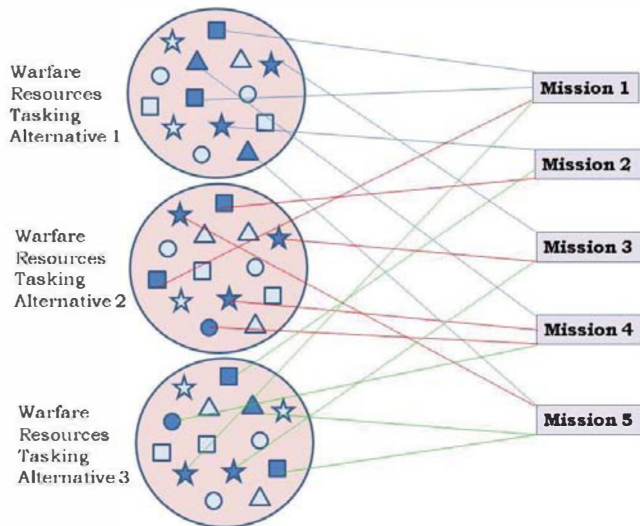 Warfare
Resources
Tasking
Alternative 1
Warfare
Resources
Tasking
Alternative 2
Warfare
Resources
Tasking
Alternative 3
Mission 1
Mission 2
Mission 3
Mission 4
Mission 5